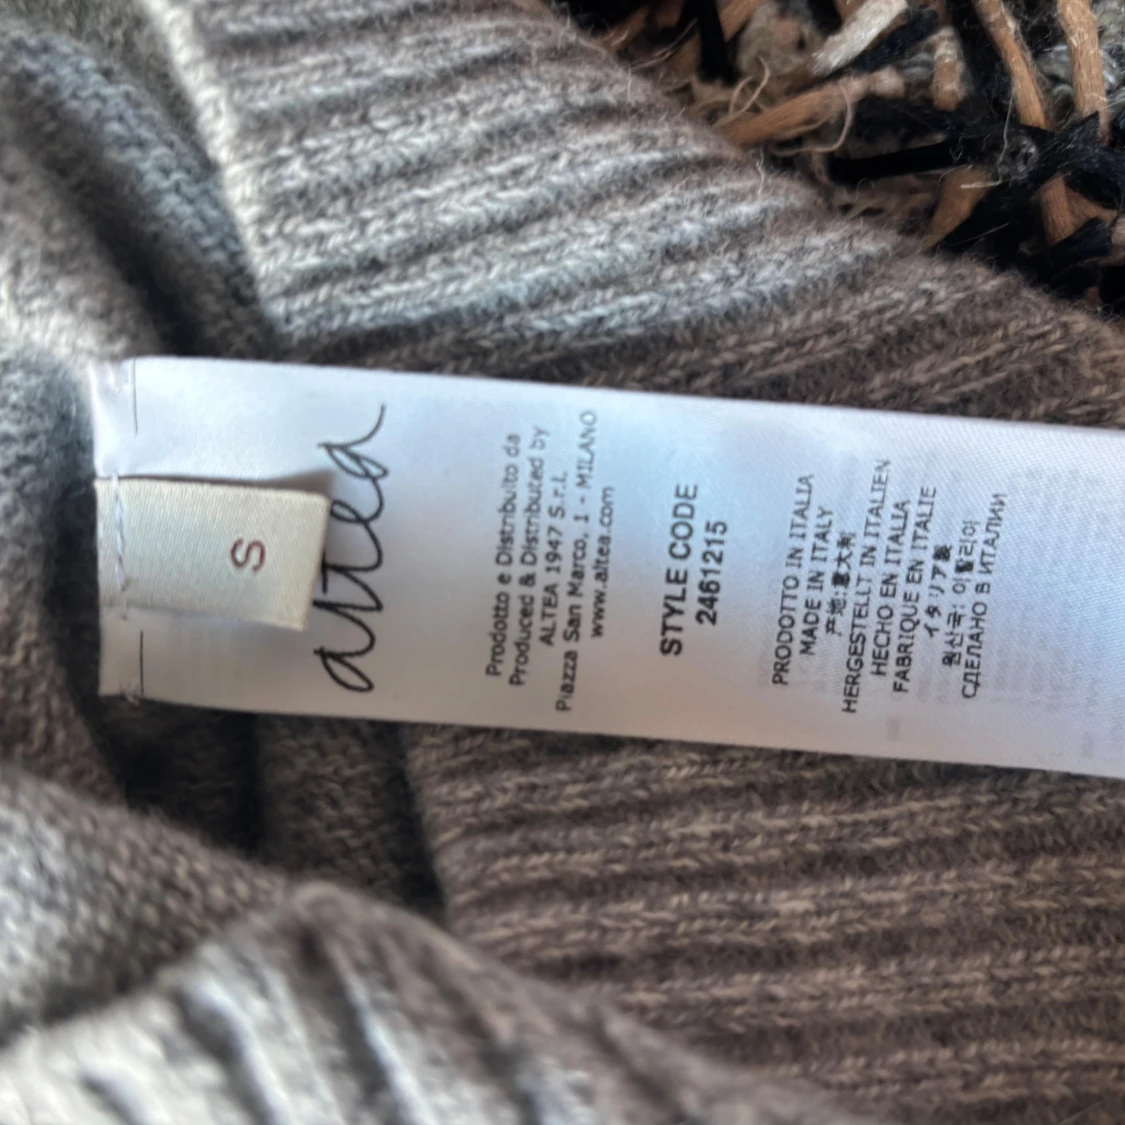 S
altea
Prodotto e Distribuito da
Produced & Distributed by
ALTEA 1947 S.r.l.
Piazza San Marco, 1 - MILANO
www.altea.com
STYLE CODE
2461215
PRODOTTO IN ITALIA
MADE IN ITALY
产地:意大利
HERGESTELLT IN ITALIEN
HECHO EN ITALIA
FABRIQUE EN ITALIE
イタリア製
원산국: 이탈리아
СДЕЛАНО В ИТАЛИИ